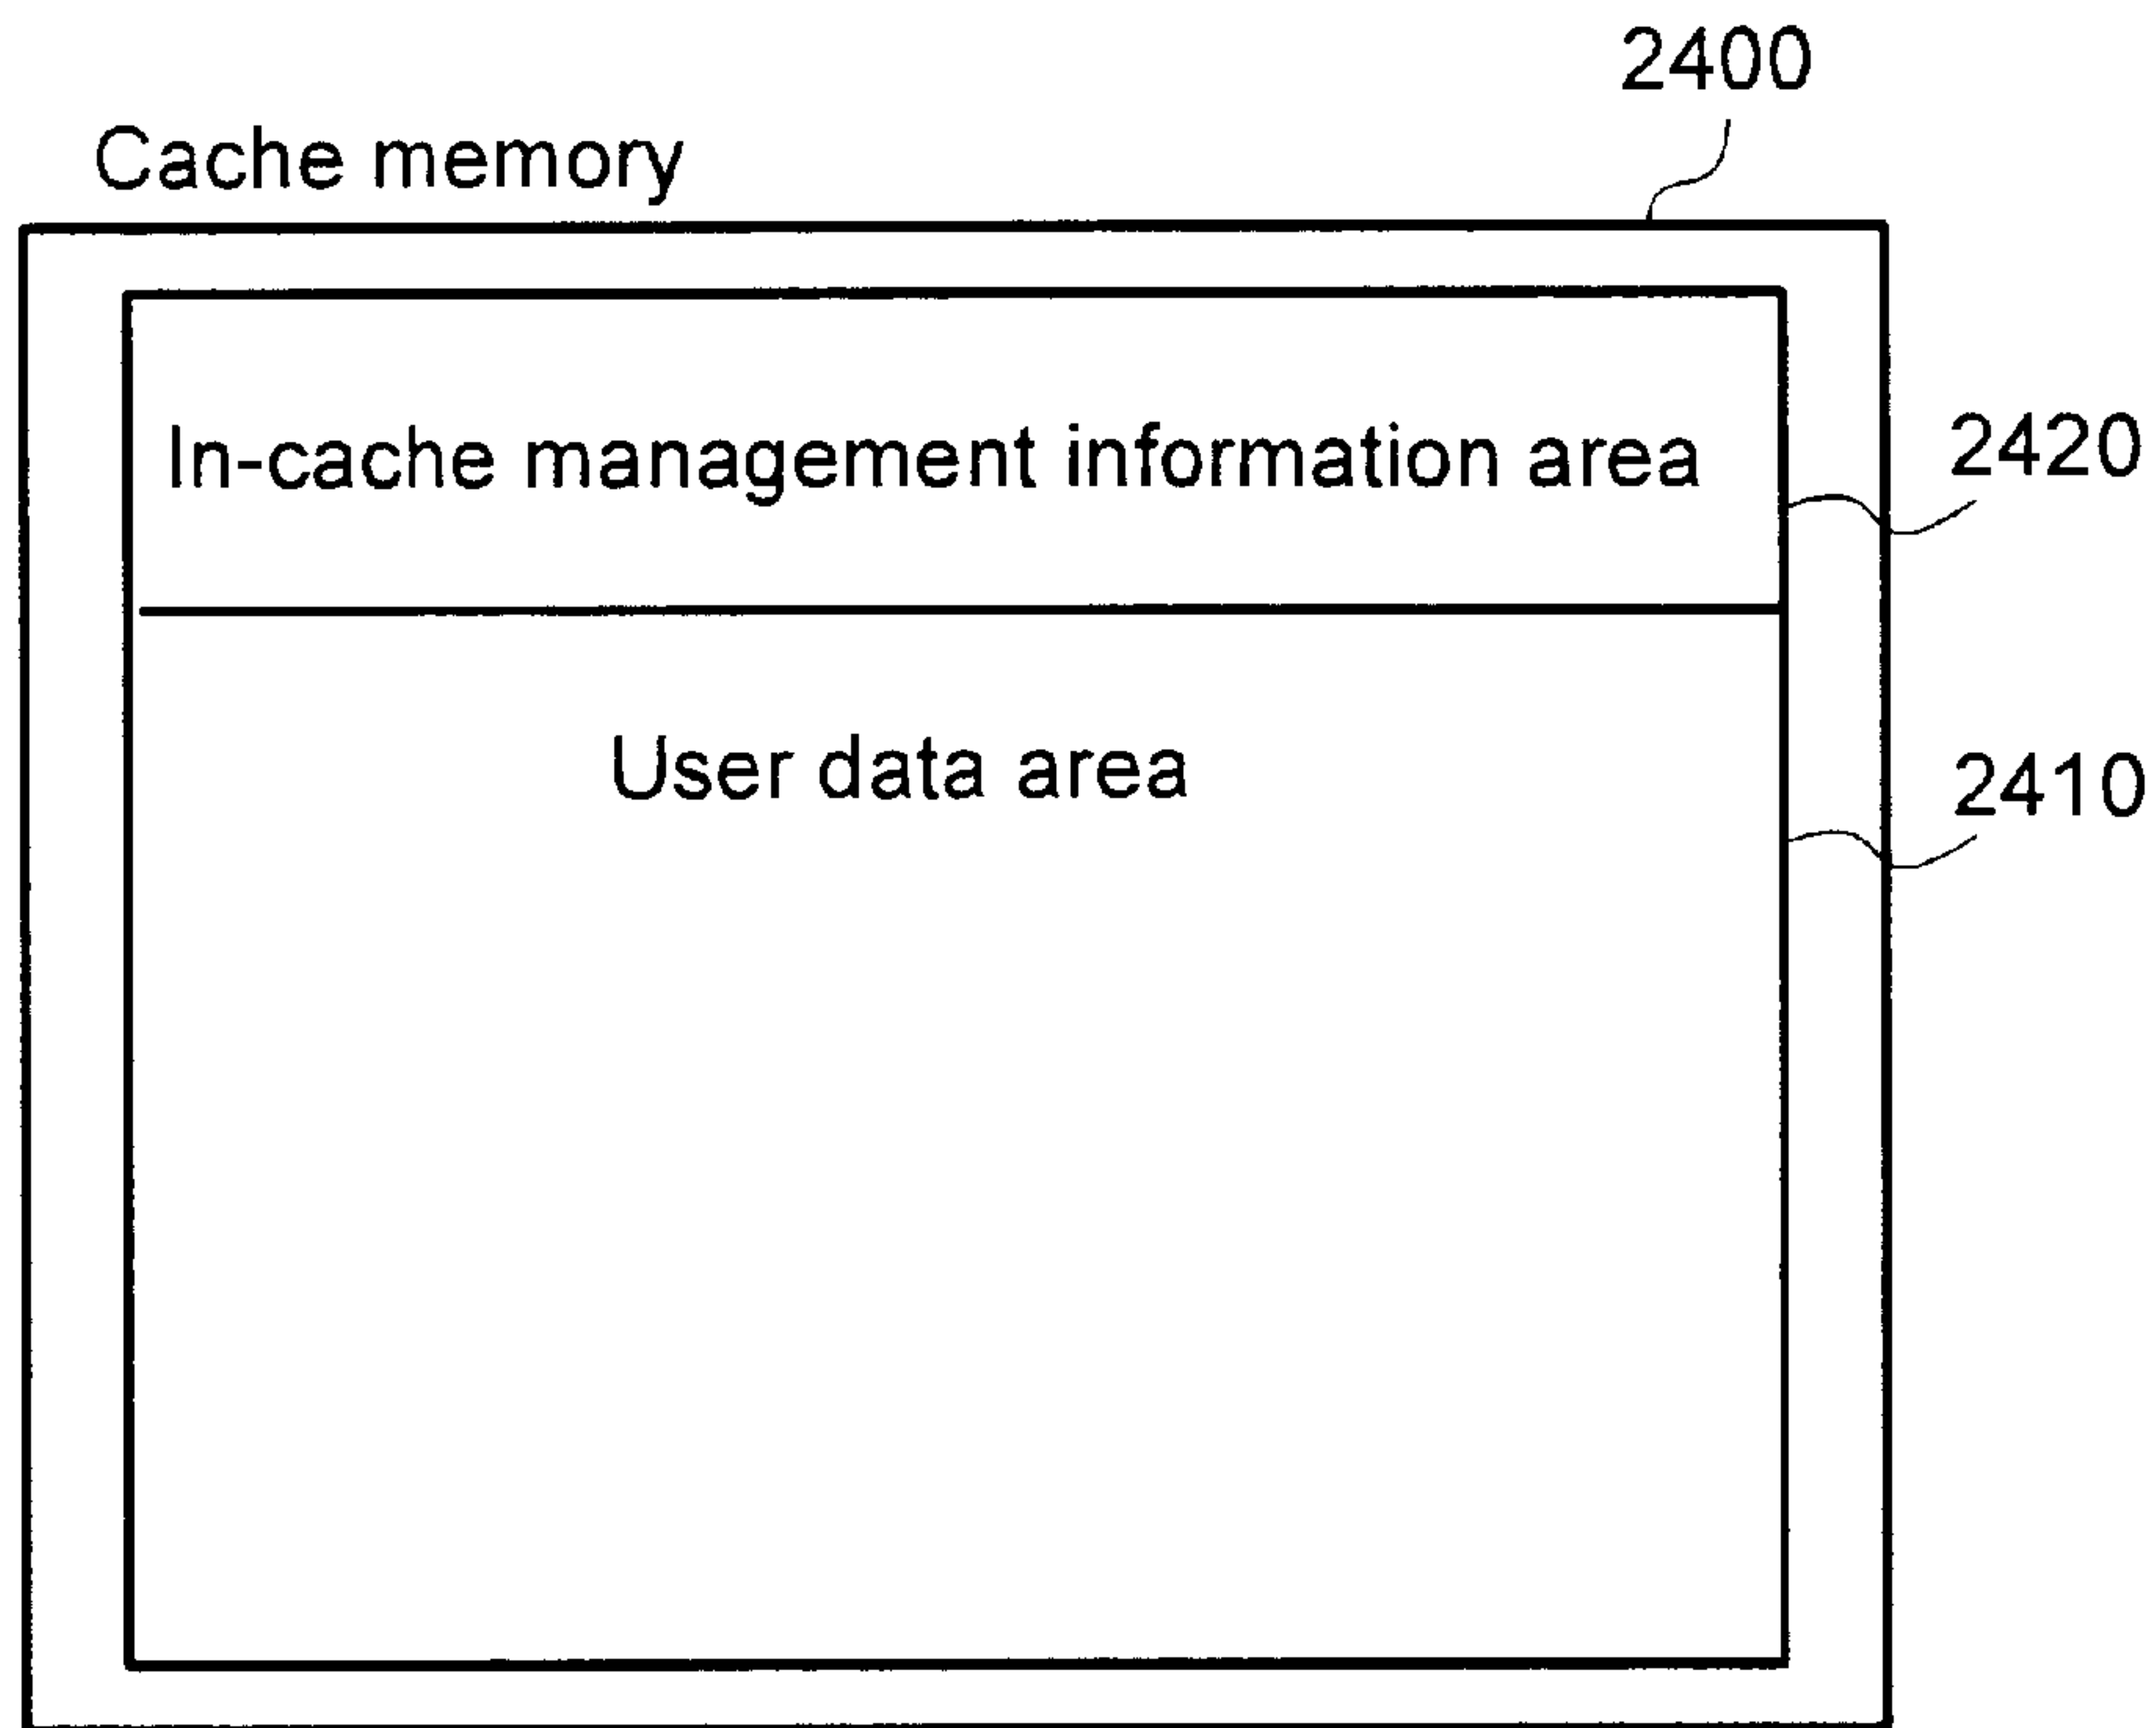 2400
Cache memory
In-cache management information area
2420
User data area
2410